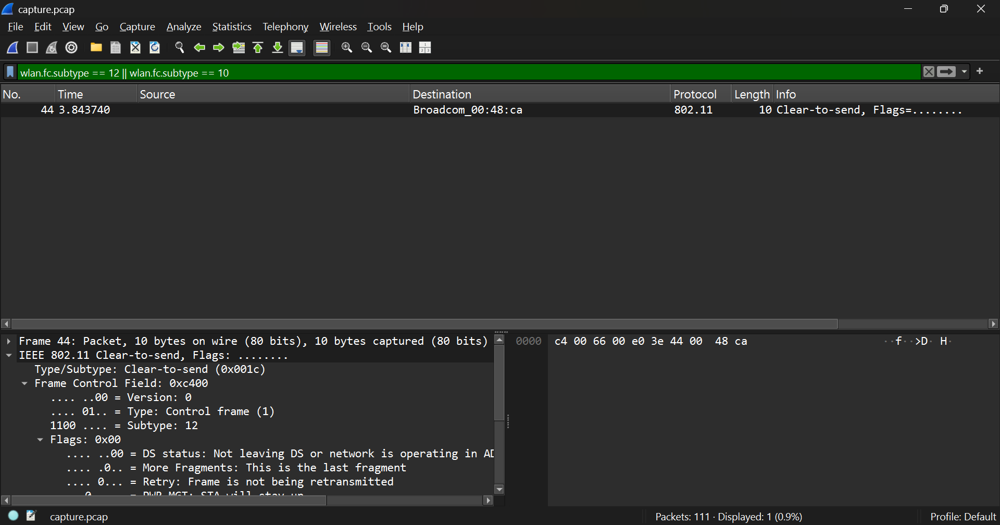 capture.pcap
File Edit View Go Capture Analyze Statistics Telephony Wireless Tools Help
wlan.fc.subtype == 12 || wlan.fc.subtype == 10
No. Time Source Destination Protocol Length Info
44 3.843740 Broadcom_00:48:ca 802.11 10 Clear-to-send, Flags=........
Frame 44: Packet, 10 bytes on wire (80 bits), 10 bytes captured (80 bits)
IEEE 802.11 Clear-to-send, Flags: ........
Type/Subtype: Clear-to-send (0x001c)
Frame Control Field: 0xc400
.... ..00 = Version: 0
.... 01.. = Type: Control frame (1)
1100 .... = Subtype: 12
Flags: 0x00
.... ..00 = DS status: Not leaving DS or network is operating in AD
.... .0.. = More Fragments: This is the last fragment
.... 0... = Retry: Frame is not being retransmitted
0 = PWR MGT: STA will stay up
0000 c4 00 66 00 e0 3e 44 00 48 ca ··f··>D· H·
capture.pcap
Packets: 111 · Displayed: 1 (0.9%)
Profile: Default